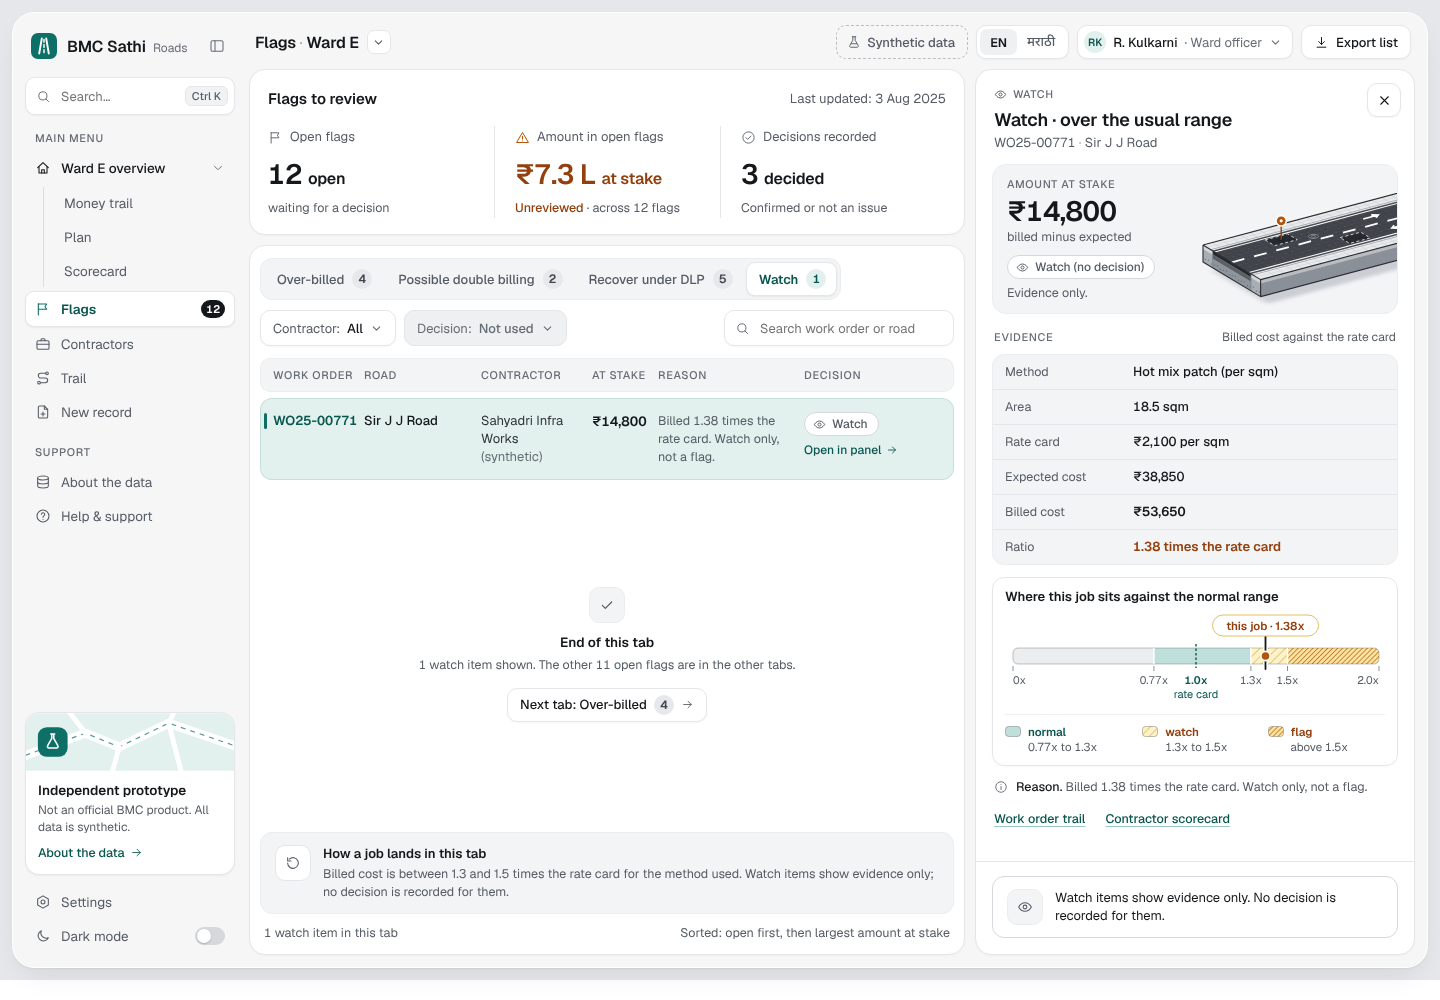 BMC Sathi Roads
Search...
Ctrl K
MAIN MENU
Ward E overview
Money trail
Plan
Scorecard
Flags
12
Contractors
Trail
New record
SUPPORT
About the data
Help & support
Independent prototype
Not an official BMC product. All
data is synthetic.
About the data →
Settings
Dark mode
Flags · Ward E
Synthetic data
EN
मराठी
RK
R. Kulkarni · Ward officer
Export list
Flags to review
Last updated: 3 Aug 2025
Open flags
12 open
waiting for a decision
Amount in open flags
₹7.3 L at stake
Unreviewed · across 12 flags
Decisions recorded
3 decided
Confirmed or not an issue
Over-billed 4
Possible double billing 2
Recover under DLP 5
Watch 1
Contractor: All
Decision: Not used
Search work order or road
WORK ORDER
ROAD
CONTRACTOR
AT STAKE
REASON
DECISION
WO25-00771
Sir J J Road
Sahyadri Infra
Works
(synthetic)
₹14,800
Billed 1.38 times the
rate card. Watch only,
not a flag.
Watch
Open in panel →
End of this tab
1 watch item shown. The other 11 open flags are in the other tabs.
Next tab: Over-billed 4 →
How a job lands in this tab
Billed cost is between 1.3 and 1.5 times the rate card for the method used. Watch items show evidence only;
no decision is recorded for them.
1 watch item in this tab
Sorted: open first, then largest amount at stake
WATCH
Watch · over the usual range
WO25-00771 · Sir J J Road
AMOUNT AT STAKE
₹14,800
billed minus expected
Watch (no decision)
Evidence only.
EVIDENCE
Billed cost against the rate card
Method
Hot mix patch (per sqm)
Area
18.5 sqm
Rate card
₹2,100 per sqm
Expected cost
₹38,850
Billed cost
₹53,650
Ratio
1.38 times the rate card
Where this job sits against the normal range
this job · 1.38x
0x
0.77x
1.0x
1.3x
1.5x
2.0x
rate card
normal
0.77x to 1.3x
watch
1.3x to 1.5x
flag
above 1.5x
Reason. Billed 1.38 times the rate card. Watch only, not a flag.
Work order trail
Contractor scorecard
Watch items show evidence only. No decision is
recorded for them.